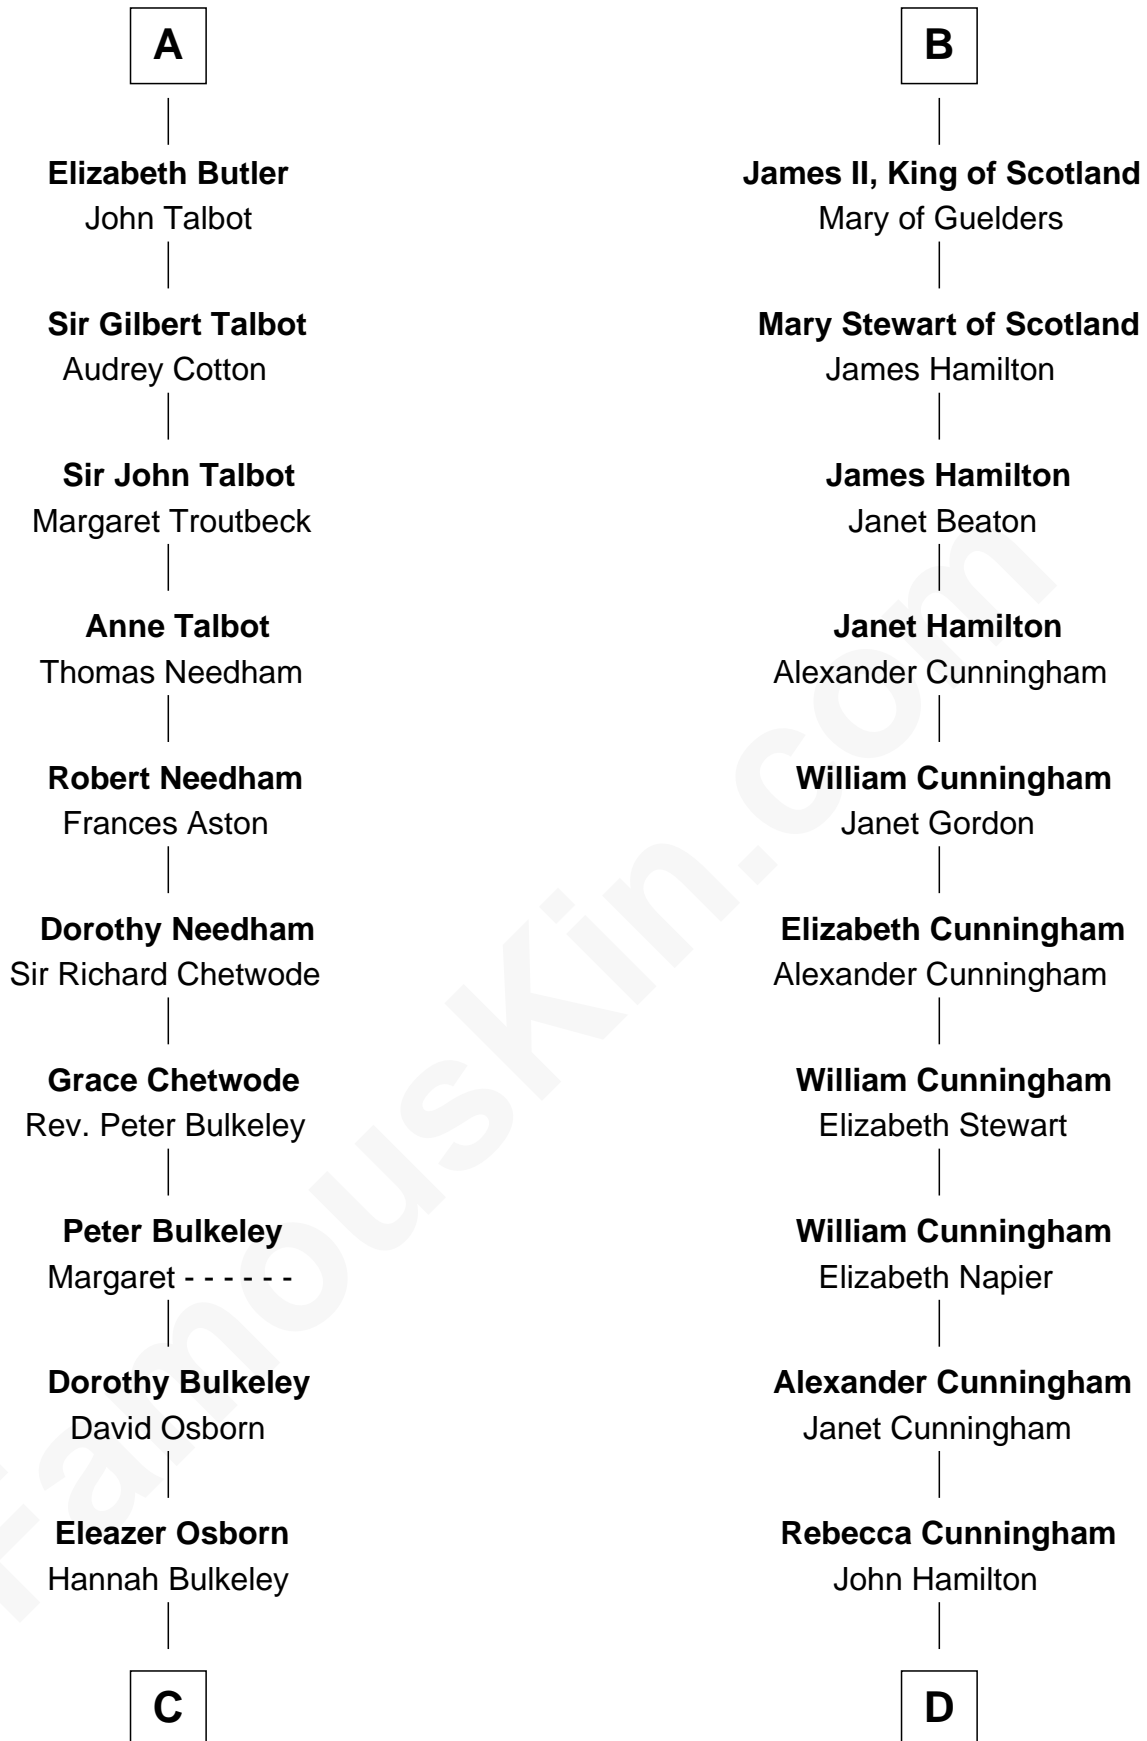 A
Elizabeth Butler
John Talbot
Sir Gilbert Talbot
Audrey Cotton
Sir John Talbot
Margaret Troutbeck
Anne Talbot
Thomas Needham
Robert Needham
Frances Aston
Dorothy Needham
Sir Richard Chetwode
Grace Chetwode
Rev. Peter Bulkeley
Peter Bulkeley
Margaret - - - - - -
Dorothy Bulkeley
David Osborn
Eleazer Osborn
Hannah Bulkeley
C
B
James II, King of Scotland
Mary of Guelders
Mary Stewart of Scotland
James Hamilton
James Hamilton
Janet Beaton
Janet Hamilton
Alexander Cunningham
William Cunningham
Janet Gordon
Elizabeth Cunningham
Alexander Cunningham
William Cunningham
Elizabeth Stewart
William Cunningham
Elizabeth Napier
Alexander Cunningham
Janet Cunningham
Rebecca Cunningham
John Hamilton
D
FamousKin.com